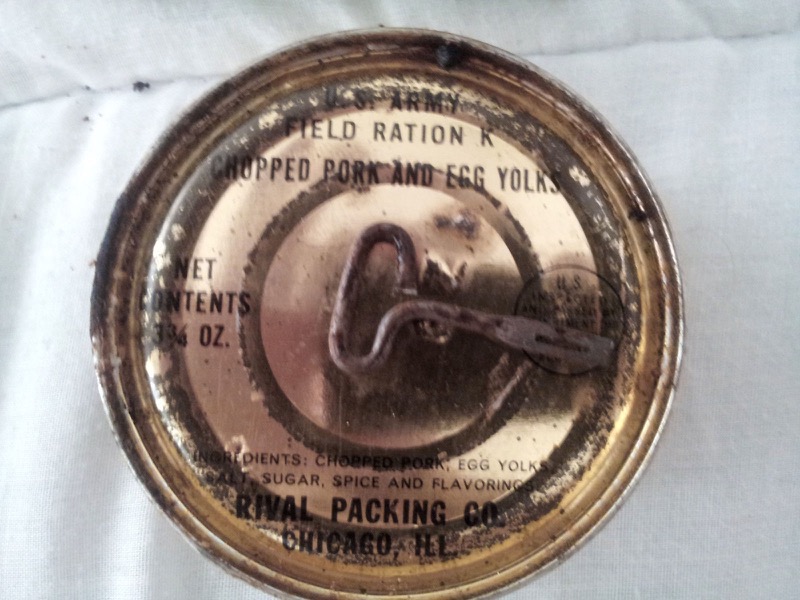 U.S. ARMY
FIELD RATION K
CHOPPED PORK AND EGG YOLKS
NET
CONTENTS
3¾ OZ.
U.S.
INGREDIENTS: CHOPPED PORK, EGG YOLKS,
SALT, SUGAR, SPICE AND FLAVORINGS
RIVAL PACKING CO.
CHICAGO, ILL.